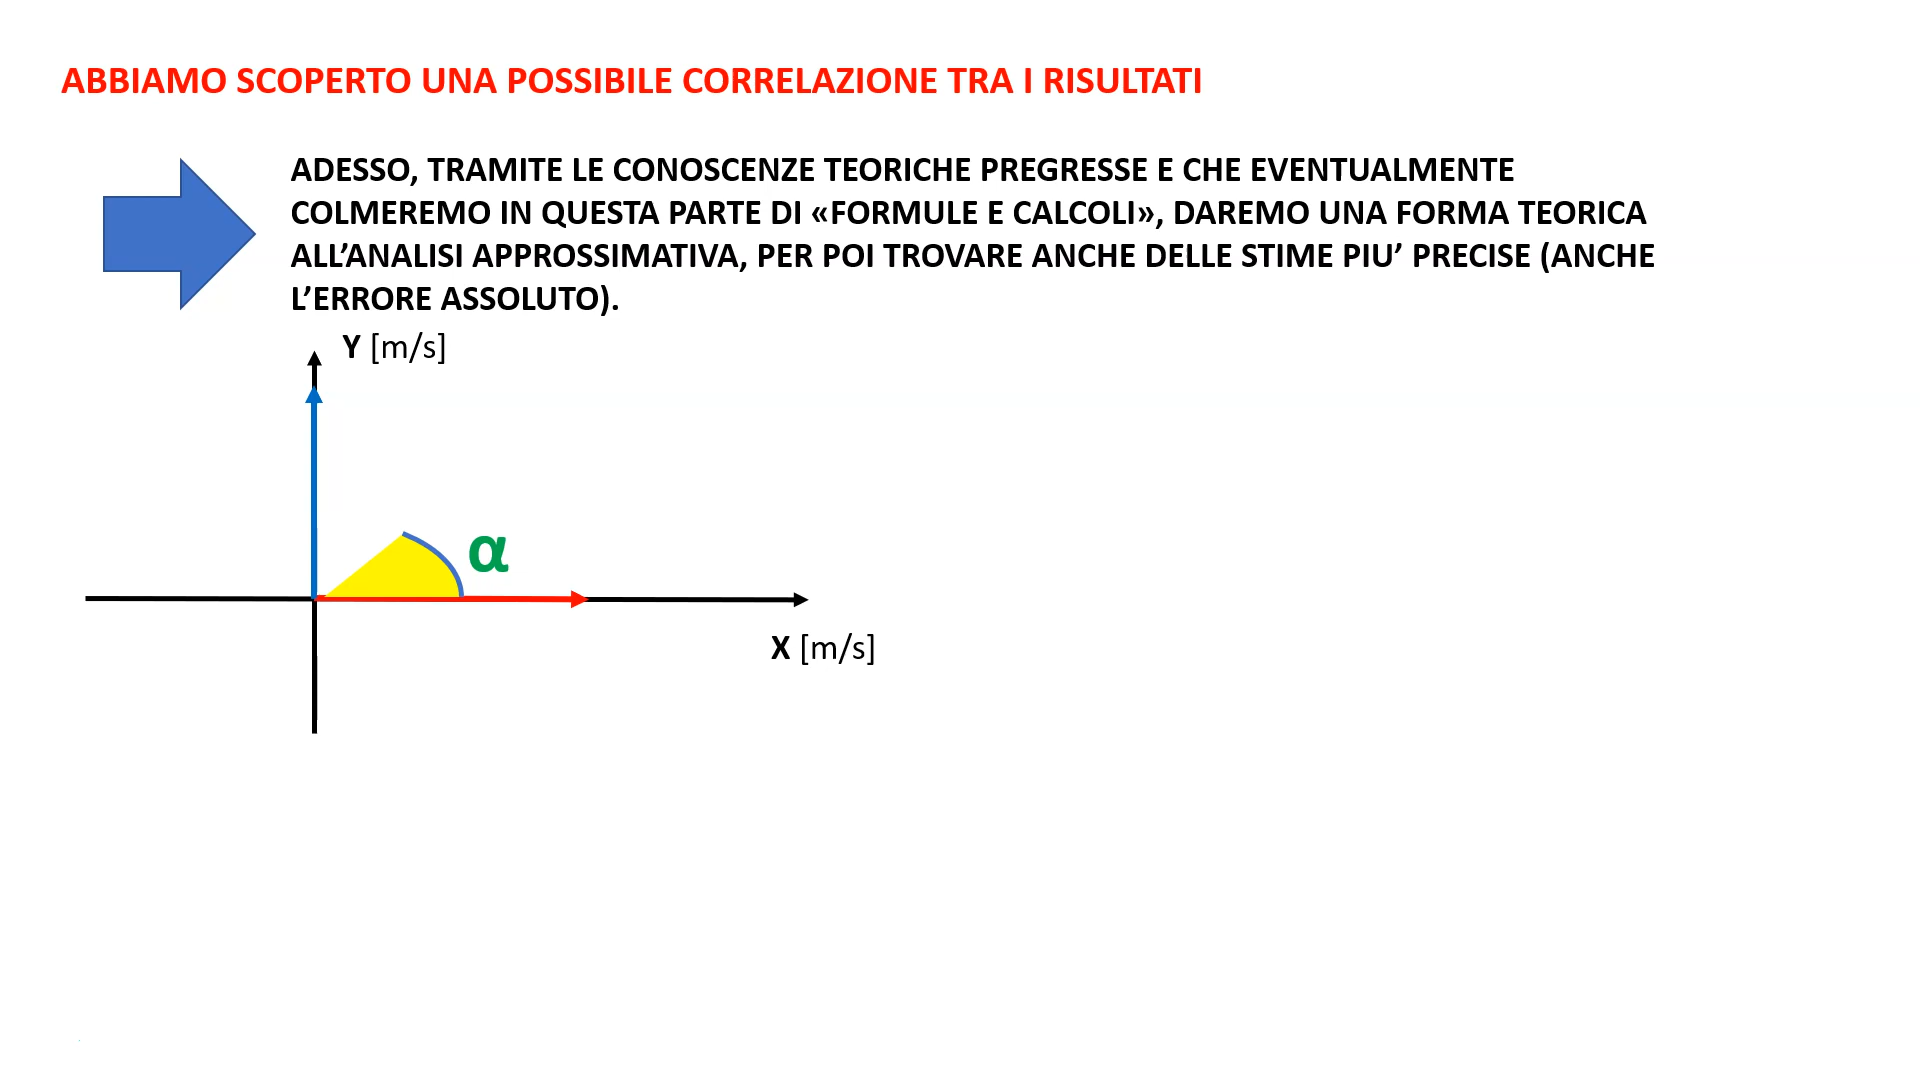 ABBIAMO SCOPERTO UNA POSSIBILE CORRELAZIONE TRA I RISULTATI
ADESSO, TRAMITE LE CONOSCENZE TEORICHE PREGRESSE E CHE EVENTUALMENTE
COLMEREMO IN QUESTA PARTE DI «FORMULE E CALCOLI», DAREMO UNA FORMA TEORICA
ALL’ANALISI APPROSSIMATIVA, PER POI TROVARE ANCHE DELLE STIME PIU’ PRECISE (ANCHE
L’ERRORE ASSOLUTO).
Y [m/s]
α
X [m/s]